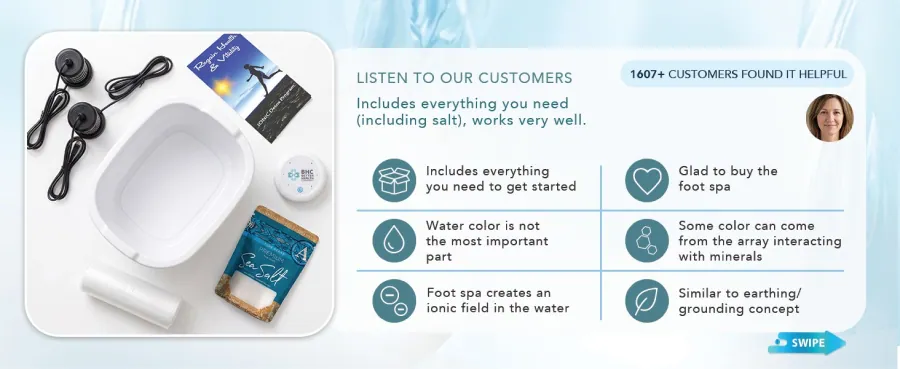 LISTEN TO OUR CUSTOMERS
1607+ CUSTOMERS FOUND IT HELPFUL
Includes everything you need
(including salt), works very well.
Includes everything
you need to get started
Glad to buy the
foot spa
Water color is not
the most important
part
Some color can come
from the array interacting
with minerals
Foot spa creates an
ionic field in the water
Similar to earthing/
grounding concept
SWIPE
Regain Health
& Vitality
IONIC Detox Program
BHC
Sea Salt